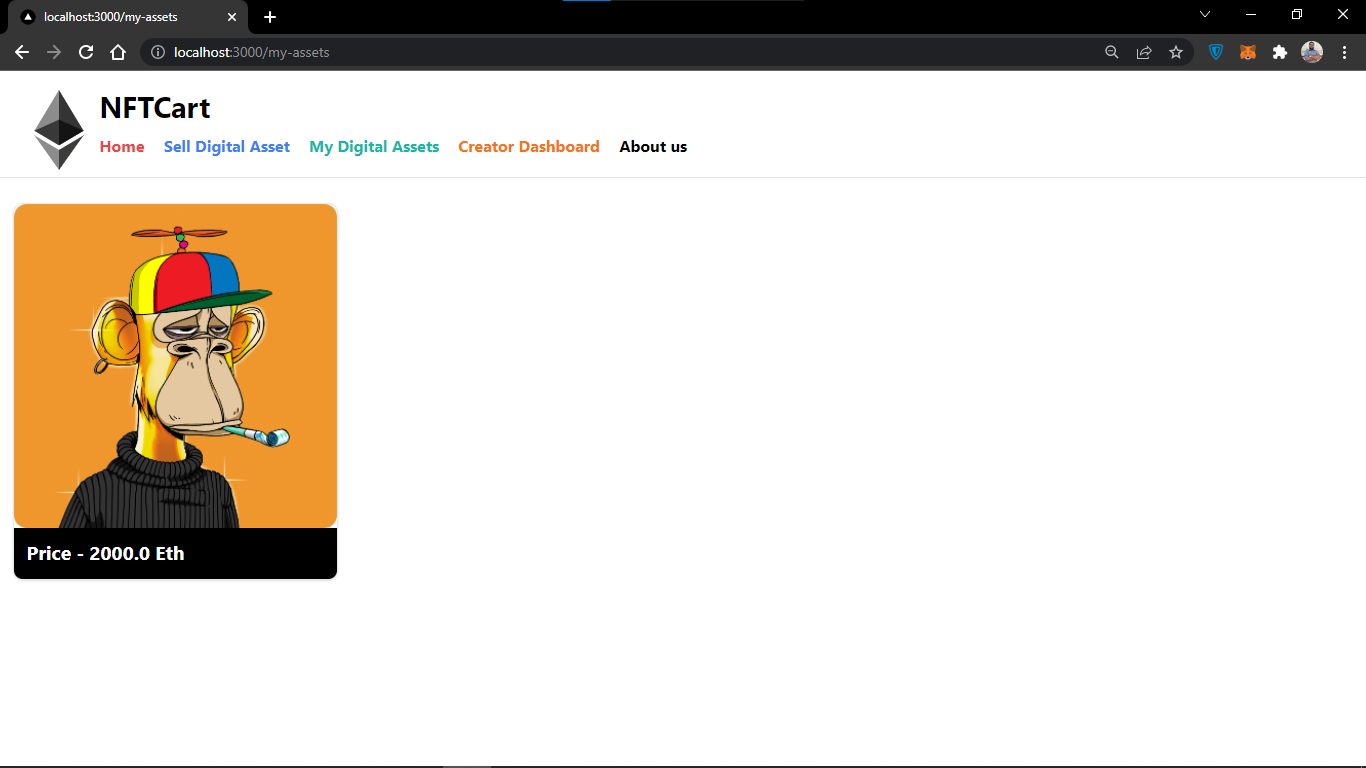 localhost:3000/my-assets
localhost:3000/my-assets
NFTCart
Home Sell Digital Asset My Digital Assets Creator Dashboard About us
Price - 2000.0 Eth